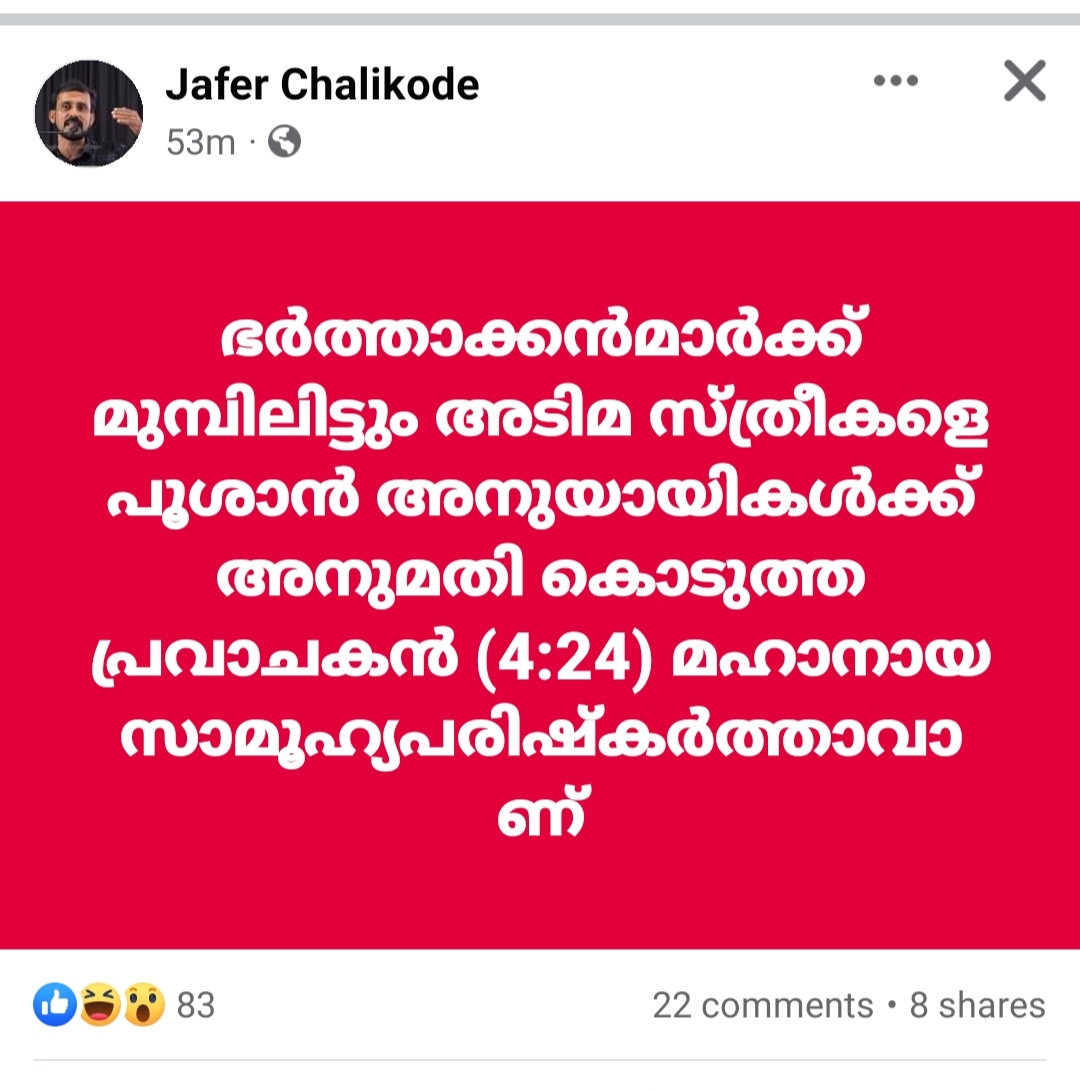 Jafer Chalikode
53m ·
ഭർത്താക്കൻമാർക്ക്
മുമ്പിലിട്ടും അടിമ സ്ത്രീകളെ
പൂശാൻ അനുയായികൾക്ക്
അനുമതി കൊടുത്ത
പ്രവാചകൻ (4:24) മഹാനായ
സാമൂഹ്യപരിഷ്കർത്താവാ
ണ്
83
22 comments • 8 shares